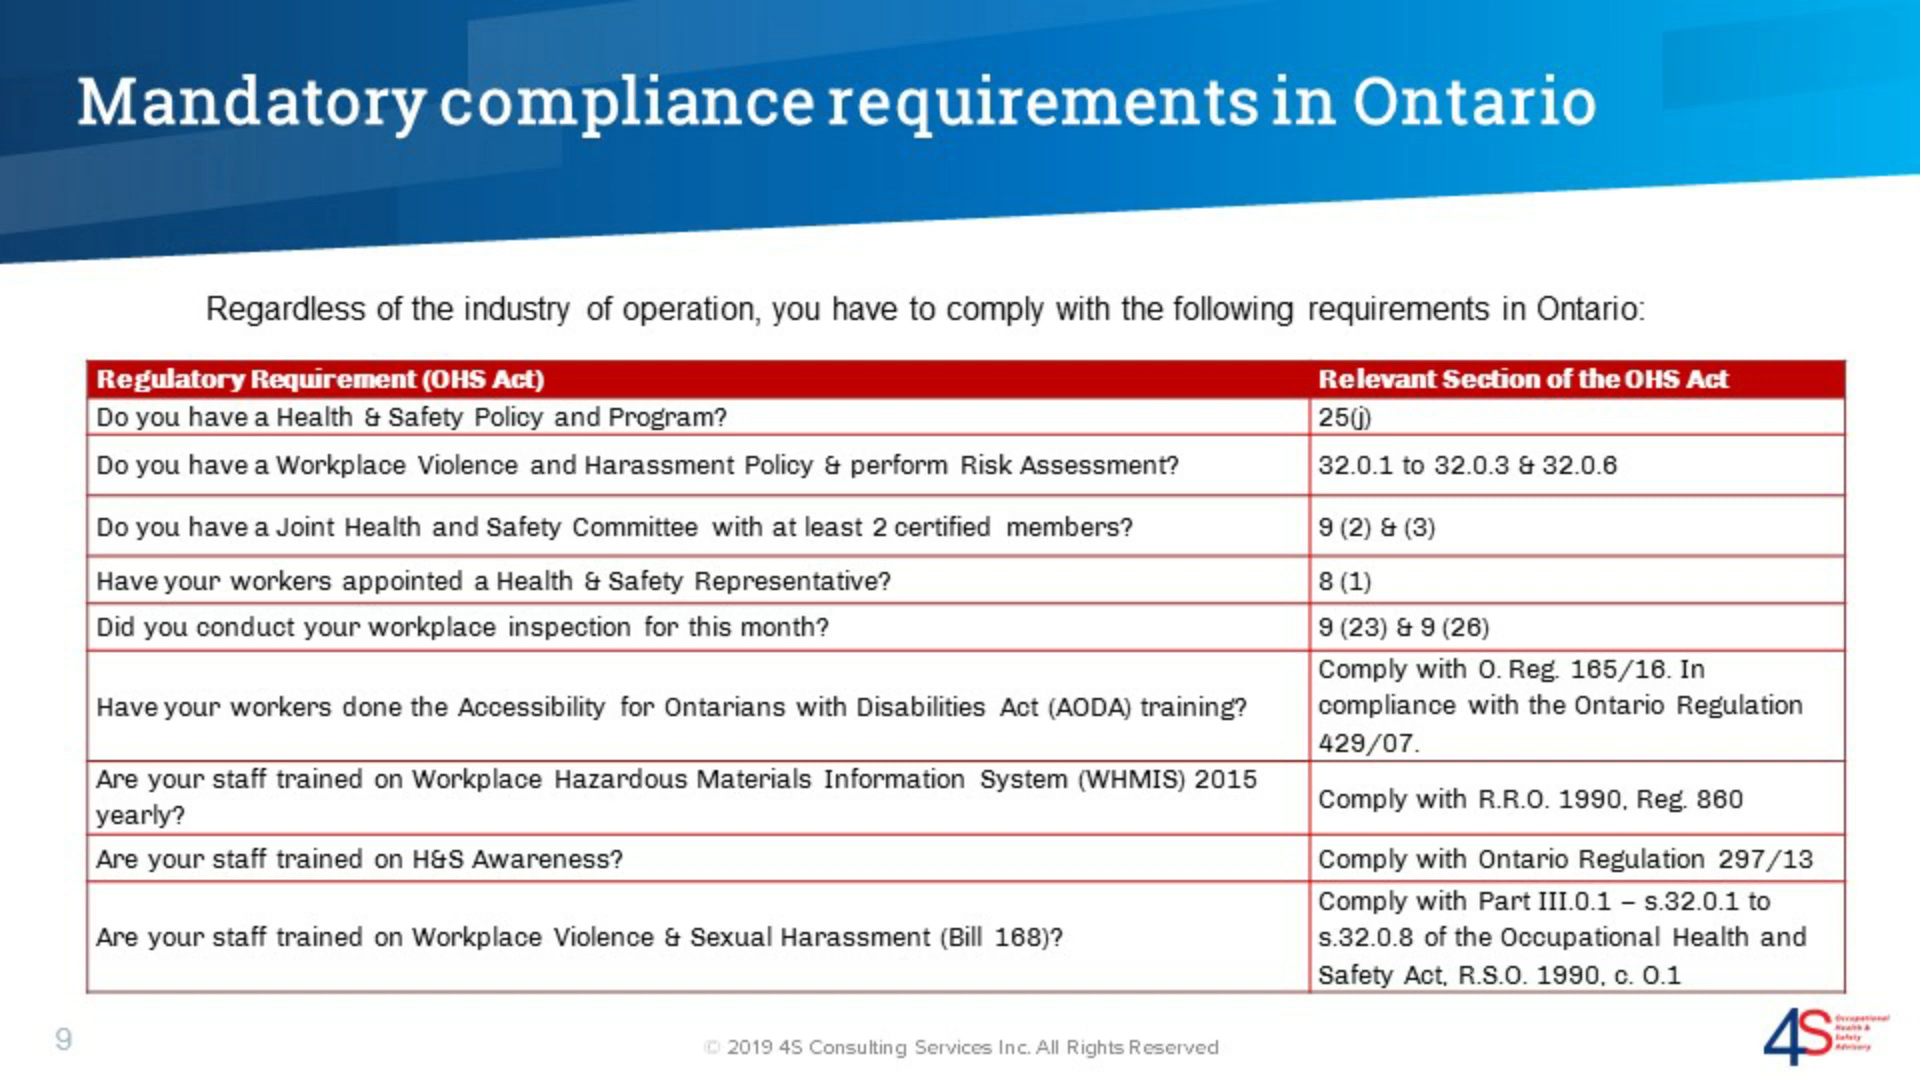 Mandatory compliance requirements in Ontario
Regardless of the industry of operation, you have to comply with the following requirements in Ontario:
Regulatory Requirement (OHS Act)
Relevant Section of the OHS Act
Do you have a Health & Safety Policy and Program?
25(j)
Do you have a Workplace Violence and Harassment Policy & perform Risk Assessment?
32.0.1 to 32.0.3 & 32.0.6
Do you have a Joint Health and Safety Committee with at least 2 certified members?
9 (2) & (3)
Have your workers appointed a Health & Safety Representative?
8 (1)
Did you conduct your workplace inspection for this month?
9 (23) & 9 (26)
Have your workers done the Accessibility for Ontarians with Disabilities Act (AODA) training?
Comply with O. Reg. 165/16. In
compliance with the Ontario Regulation
429/07.
Are your staff trained on Workplace Hazardous Materials Information System (WHMIS) 2015
yearly?
Comply with R.R.O. 1990, Reg. 860
Are your staff trained on H&S Awareness?
Comply with Ontario Regulation 297/13
Are your staff trained on Workplace Violence & Sexual Harassment (Bill 168)?
Comply with Part III.0.1 – s.32.0.1 to
s.32.0.8 of the Occupational Health and
Safety Act, R.S.O. 1990, c. O.1
9
© 2019 4S Consulting Services Inc. All Rights Reserved
4S
Occupational
Health &
Safety
Advisory